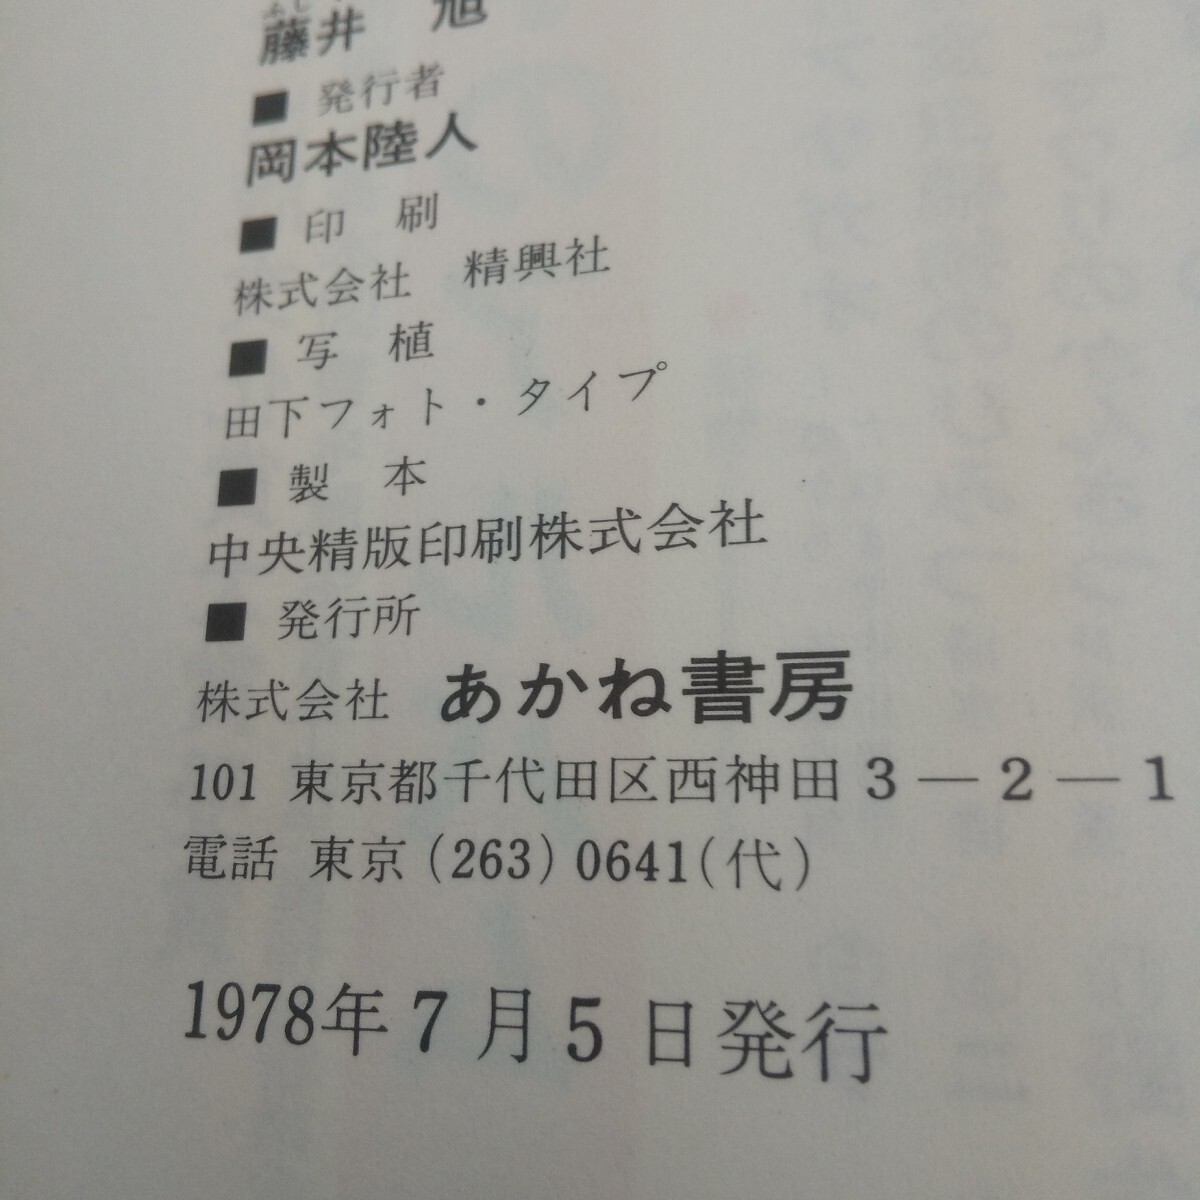 藤井 旭
■ 発行者
岡本陸人
■ 印 刷
株式会社 精興社
■ 写 植
田下フォト・タイプ
■ 製 本
中央精版印刷株式会社
■ 発行所
株式会社 あかね書房
101 東京都千代田区西神田3-2-1
電話 東京(263)0641(代)
1978年7月5日発行